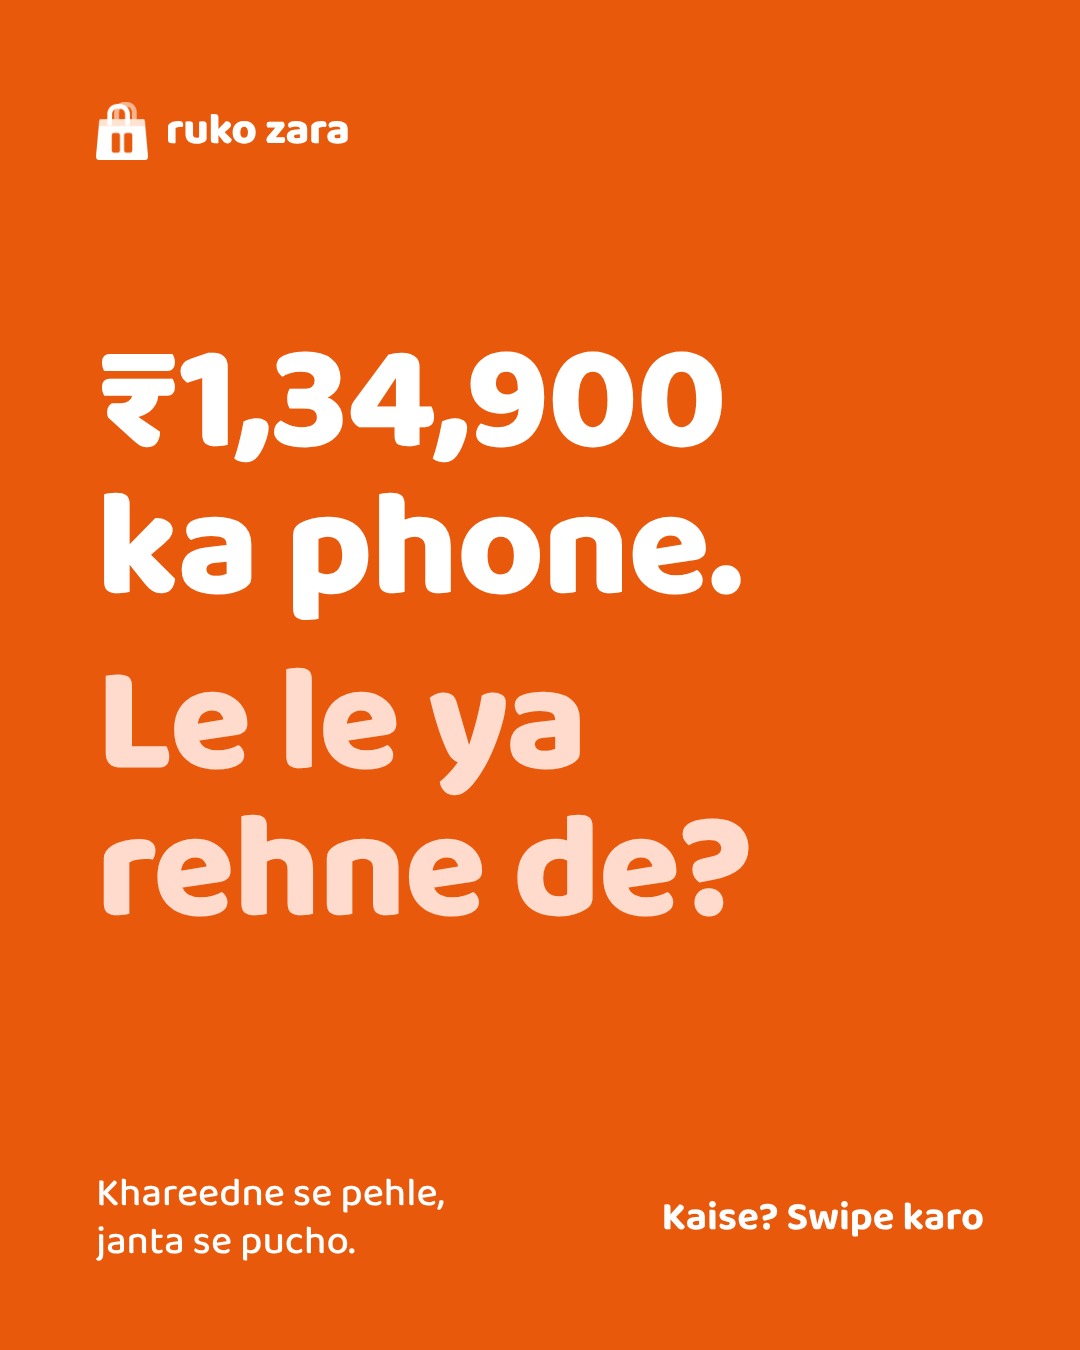 ruko zara
₹1,34,900
ka phone.
Le le ya
rehne de?
Khareedne se pehle,
janta se pucho.
Kaise? Swipe karo